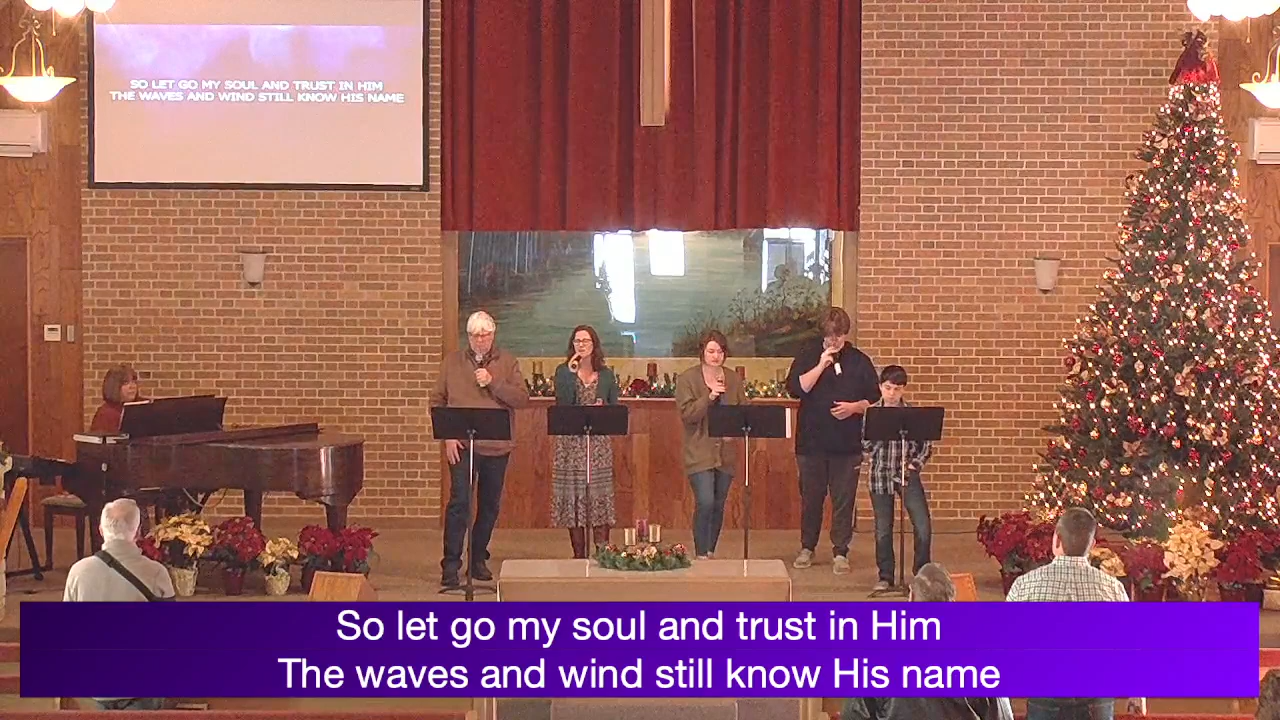 SO LET GO MY SOUL AND TRUST IN HIM
THE WAVES AND WIND STILL KNOW HIS NAME
So let go my soul and trust in Him
The waves and wind still know His name